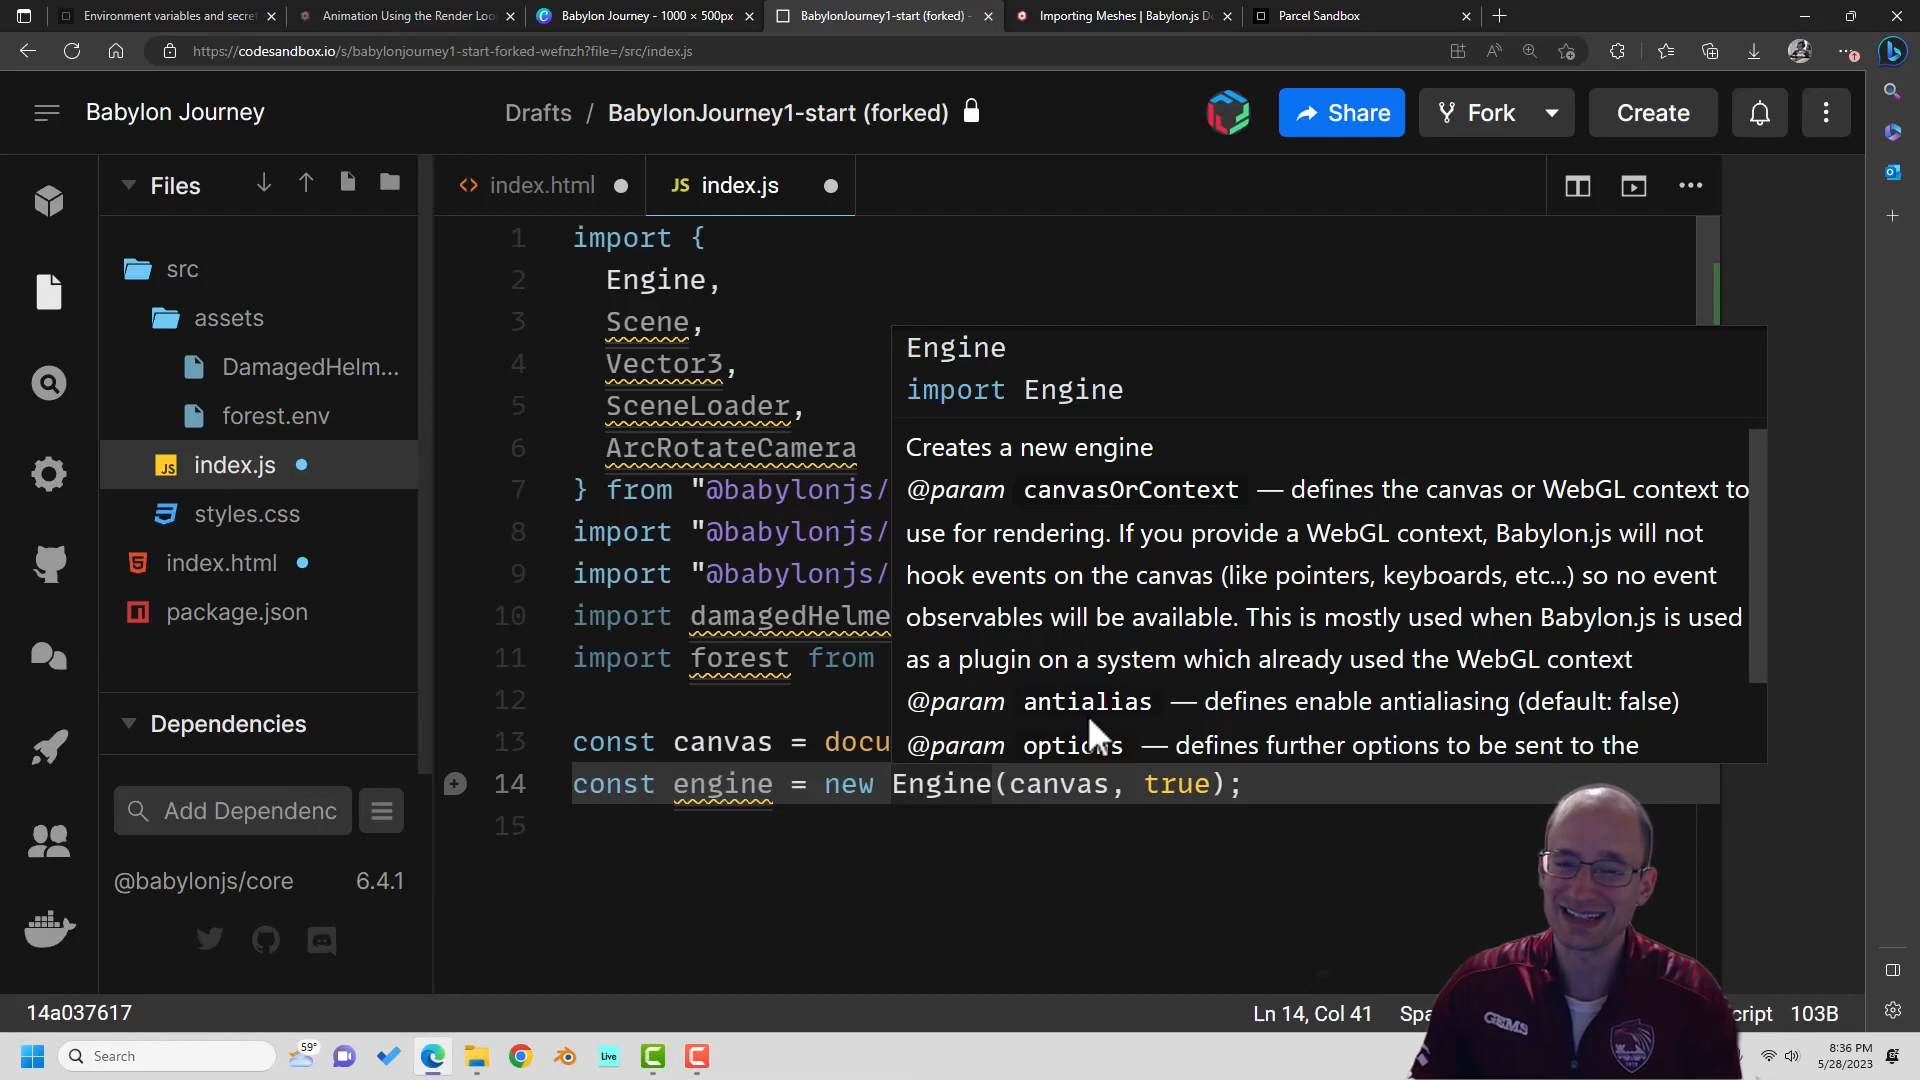 Environment variables and secre
Animation Using the Render Loo
Babylon Journey - 1000 × 500px
BabylonJourney1-start (forked) -
Importing Meshes | Babylon.js Do
Parcel Sandbox
https://codesandbox.io/s/babylonjourney1-start-forked-wefnzh?file=/src/index.js
Babylon Journey
Drafts / BabylonJourney1-start (forked)
Share
Fork
Create
Files
<> index.html
JS index.js
src
assets
DamagedHelm...
forest.env
JS index.js
styles.css
index.html
package.json
Dependencies
Add Dependenc
@babylonjs/core 6.4.1
1 import {
2 Engine,
3 Scene,
4 Vector3,
5 SceneLoader,
6 ArcRotateCamera
7 } from "@babylonjs/
8 import "@babylonjs/
9 import "@babylonjs/
10 import damagedHelme
11 import forest from
12
13 const canvas = docu
14 const engine = new Engine(canvas, true);
15
Engine
import Engine
Creates a new engine
@param canvasOrContext — defines the canvas or WebGL context to
use for rendering. If you provide a WebGL context, Babylon.js will not
hook events on the canvas (like pointers, keyboards, etc...) so no event
observables will be available. This is mostly used when Babylon.js is used
as a plugin on a system which already used the WebGL context
@param antialias — defines enable antialiasing (default: false)
@param options — defines further options to be sent to the
GEMS
14a037617
Ln 14, Col 41
Spa
cript
103B
59°
Search
Live
8:36 PM
5/28/2023